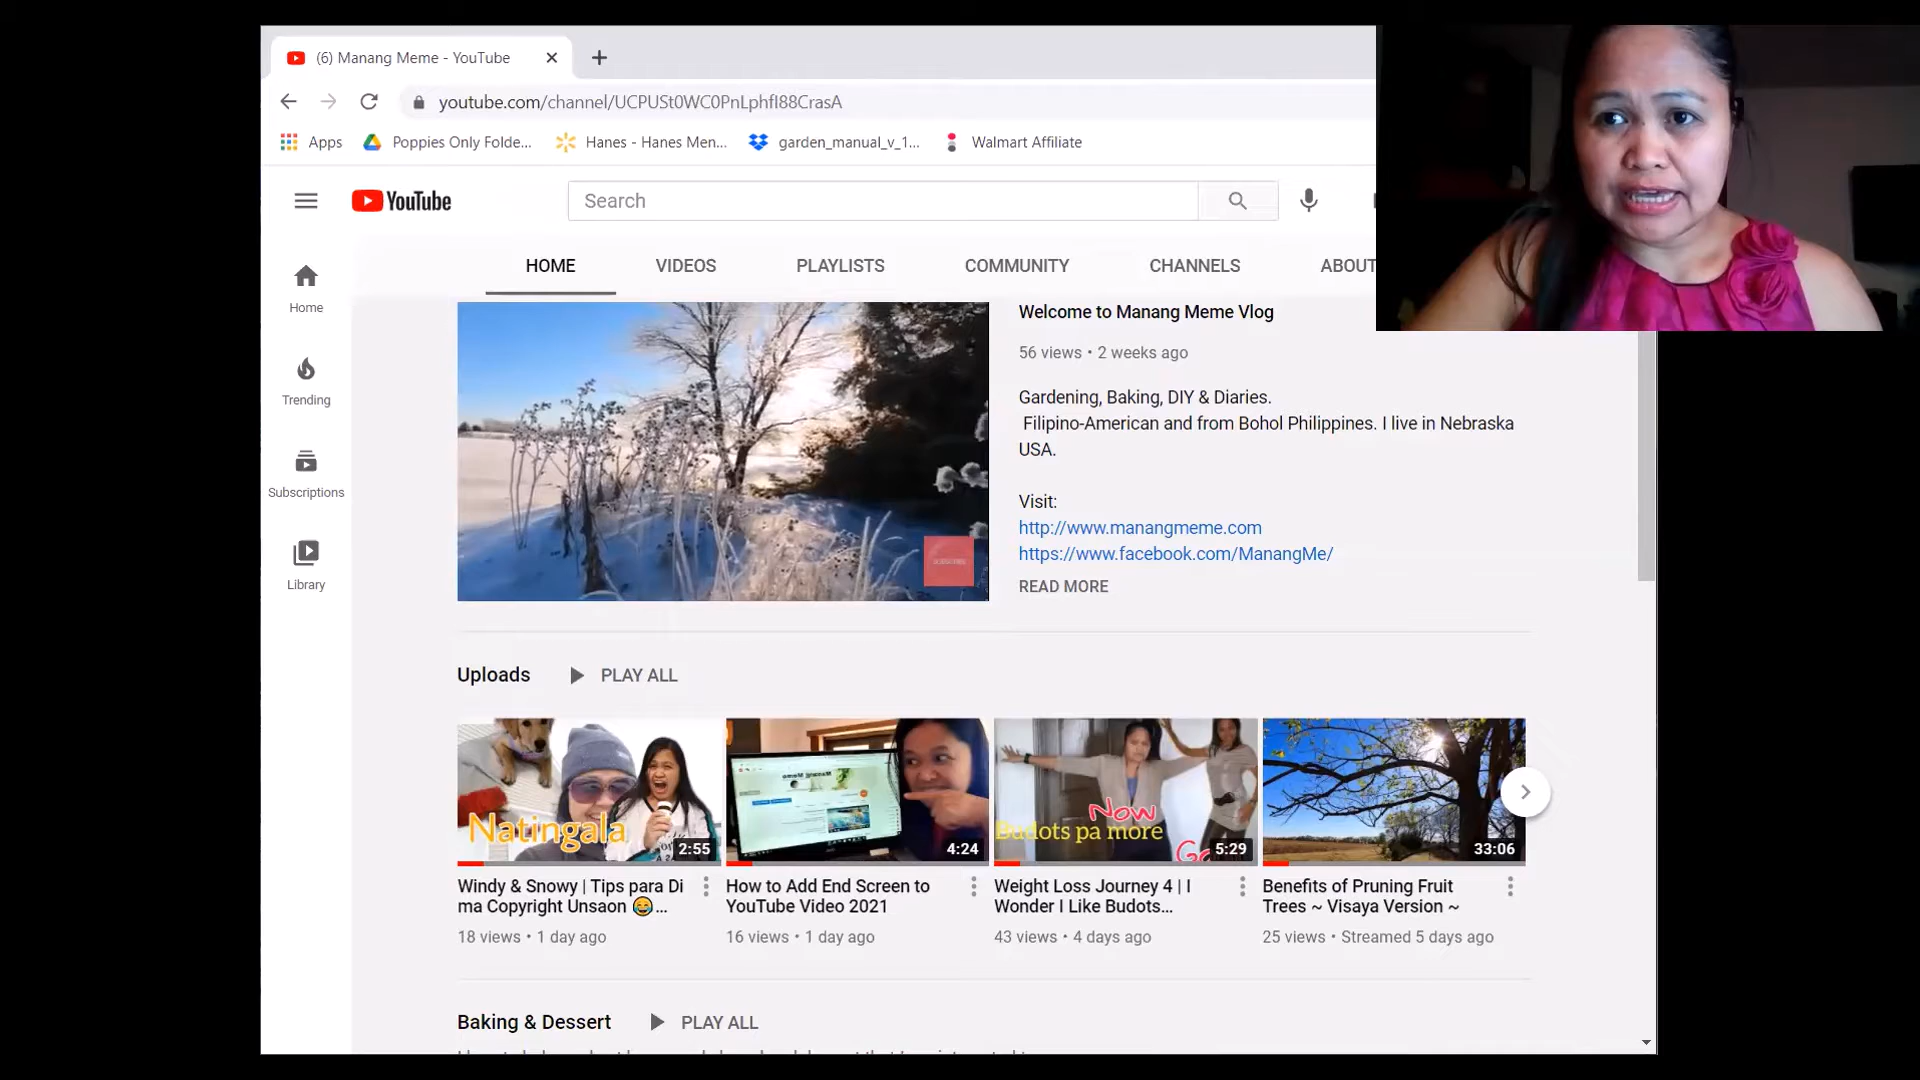 (6) Manang Meme - YouTube
youtube.com/channel/UCPUSt0WC0PnLphfI88CrasA
Apps
Poppies Only Folde...
Hanes - Hanes Men...
garden_manual_v_1...
Walmart Affiliate
YouTube
Search
HOME
VIDEOS
PLAYLISTS
COMMUNITY
CHANNELS
ABOUT
Home
Trending
Subscriptions
Library
SUBSCRIBE
Welcome to Manang Meme Vlog
56 views • 2 weeks ago
Gardening, Baking, DIY & Diaries.
Filipino-American and from Bohol Philippines. I live in Nebraska
USA.
Visit:
http://www.manangmeme.com
https://www.facebook.com/ManangMe/
READ MORE
Uploads
PLAY ALL
Natingala
2:55
Windy & Snowy | Tips para Di
ma Copyright Unsaon 😂...
18 views • 1 day ago
4:24
How to Add End Screen to
YouTube Video 2021
16 views • 1 day ago
Now
Budots pa more
5:29
Weight Loss Journey 4 | I
Wonder I Like Budots...
43 views • 4 days ago
33:06
Benefits of Pruning Fruit
Trees ~ Visaya Version ~
25 views • Streamed 5 days ago
Baking & Dessert
PLAY ALL